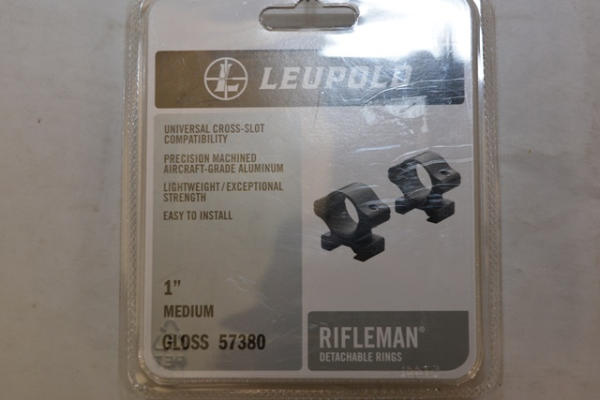 LEUPOLD
UNIVERSAL CROSS-SLOT
COMPATIBILITY
PRECISION MACHINED
AIRCRAFT-GRADE ALUMINUM
LIGHTWEIGHT/EXCEPTIONAL
STRENGTH
EASY TO INSTALL
1"
MEDIUM
GLOSS 57380
RIFLEMAN®
DETACHABLE RINGS